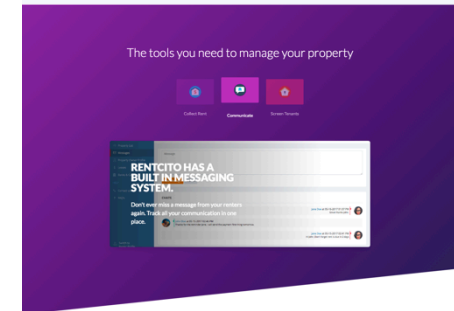 The tools you need to manage your property
Collect Rent
Communicate
Screen Tenants
Message
RENTCITO HAS A
BUILT IN MESSAGING
SYSTEM.
Don't ever miss a message from your renters
again. Track all your communication in one
place.